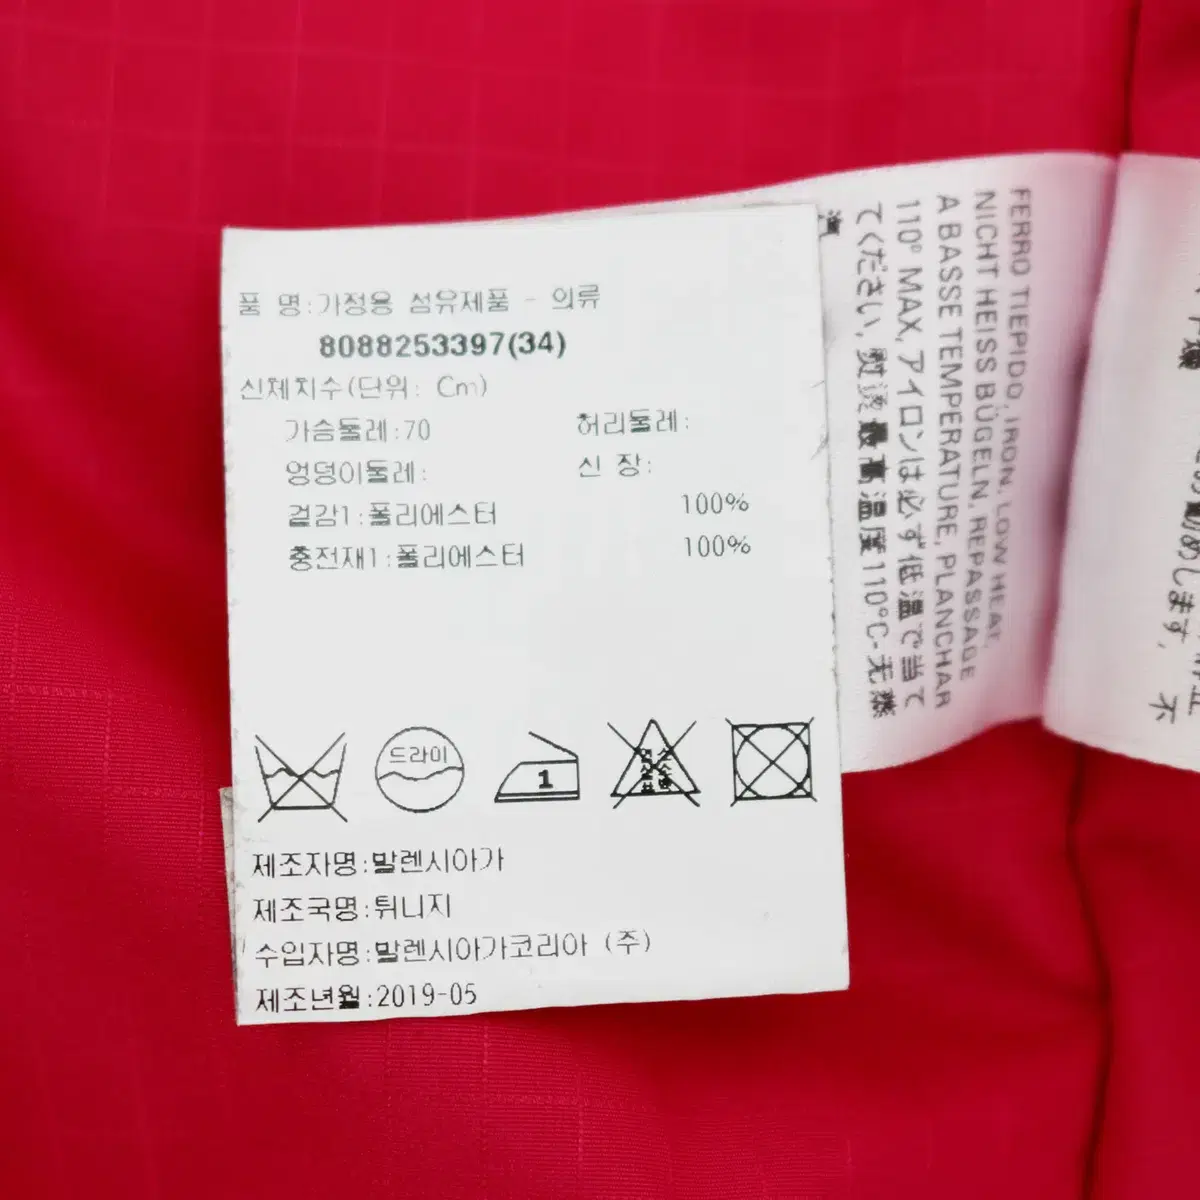 품 명:가정용 섬유제품 - 의류
8088253397(34)
신체치수(단위: Cm)
가슴둘레:70 허리둘레:
엉덩이둘레: 신 장:
겉감1:폴리에스터 100%
충전재1:폴리에스터 100%
드라이
1
제조자명:발렌시아가
제조국명:튀니지
수입자명:발렌시아가코리아 (주)
제조년월:2019-05
FERRO TIEPIDO, IRON, LOW HEAT,
NICHT HEISS BÜGELN, REPASSAGE
A BASSE TEMPERATURE, PLANCHAR
110° MAX, アイロンは必ず低温で当て
てください, 熨烫最高温度110°C-无蒸
します, 不